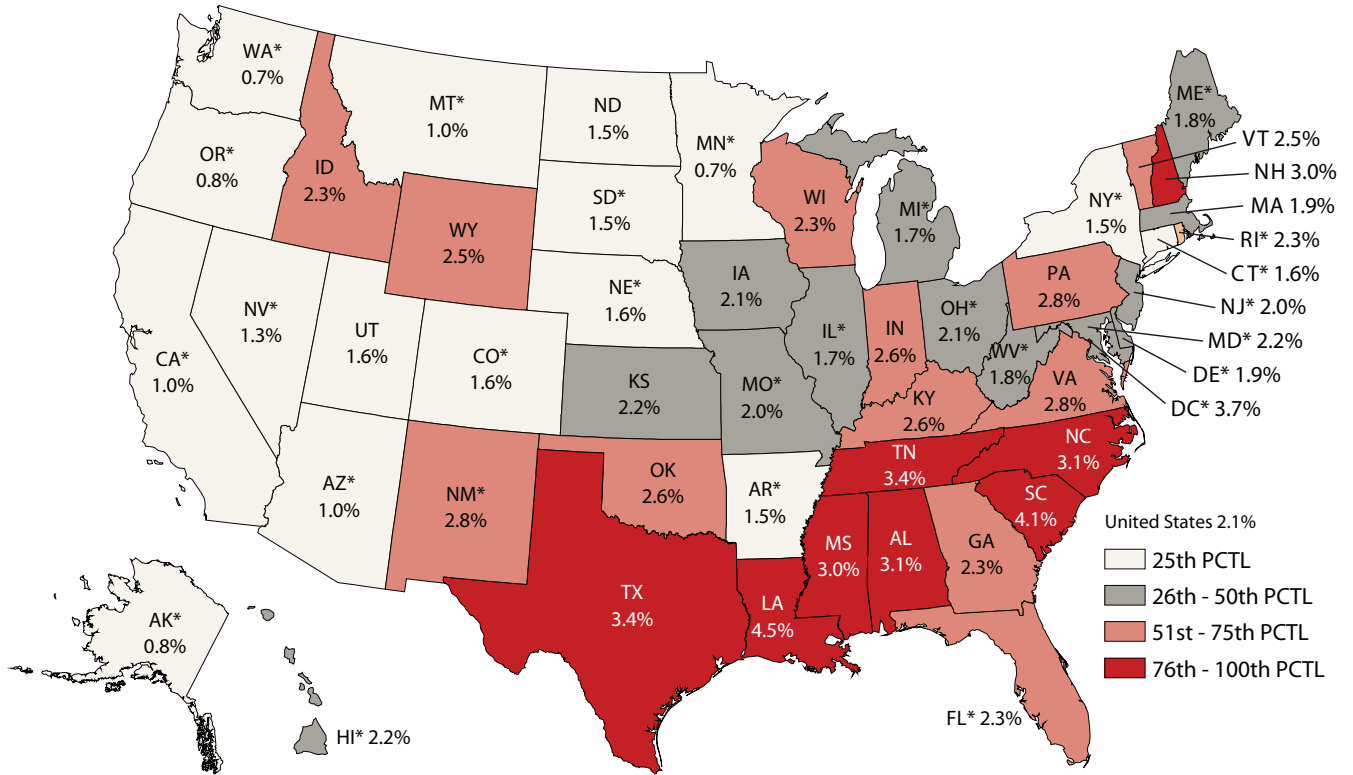 WA*
0.7%
MT*
1.0%
ND
1.5%
MN*
0.7%
ME*
1.8%
VT 2.5%
NH 3.0%
MA 1.9%
RI* 2.3%
CT* 1.6%
NJ* 2.0%
MD* 2.2%
DE* 1.9%
DC* 3.7%
OR*
0.8%
ID
2.3%
WY
2.5%
SD*
1.5%
WI
2.3%
MI*
1.7%
NY*
1.5%
NV*
1.3%
UT
1.6%
CO*
1.6%
NE*
1.6%
IA
2.1%
IL*
1.7%
IN
2.6%
OH*
2.1%
PA
2.8%
CA*
1.0%
KS
2.2%
MO*
2.0%
KY
2.6%
WV*
1.8%
VA
2.8%
AZ*
1.0%
NM*
2.8%
OK
2.6%
AR*
1.5%
TN
3.4%
NC
3.1%
SC
4.1%
TX
3.4%
LA
4.5%
MS
3.0%
AL
3.1%
GA
2.3%
FL* 2.3%
AK*
0.8%
HI* 2.2%
United States 2.1%
25th PCTL
26th - 50th PCTL
51st - 75th PCTL
76th - 100th PCTL